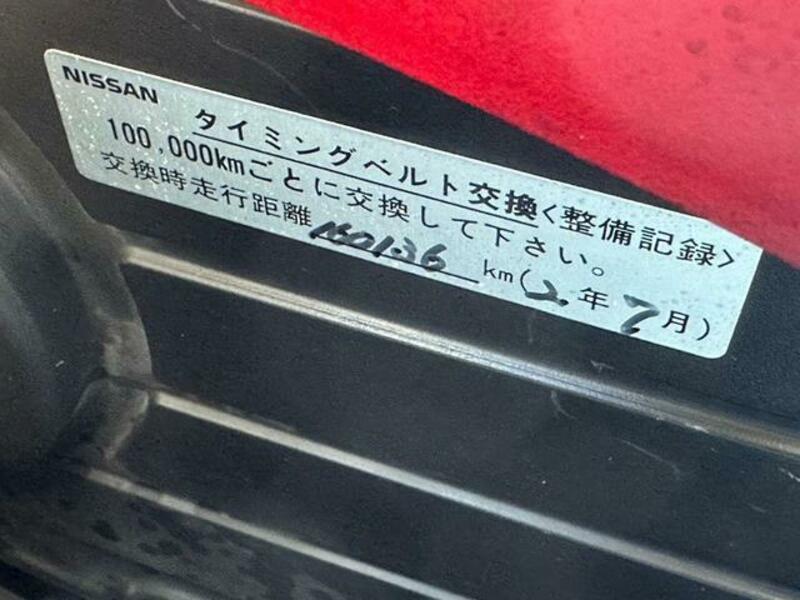 NISSAN
タイミングベルト交換<整備記録>
100,000kmごとに交換して下さい。
交換時走行距離 160136 km(2年7月)